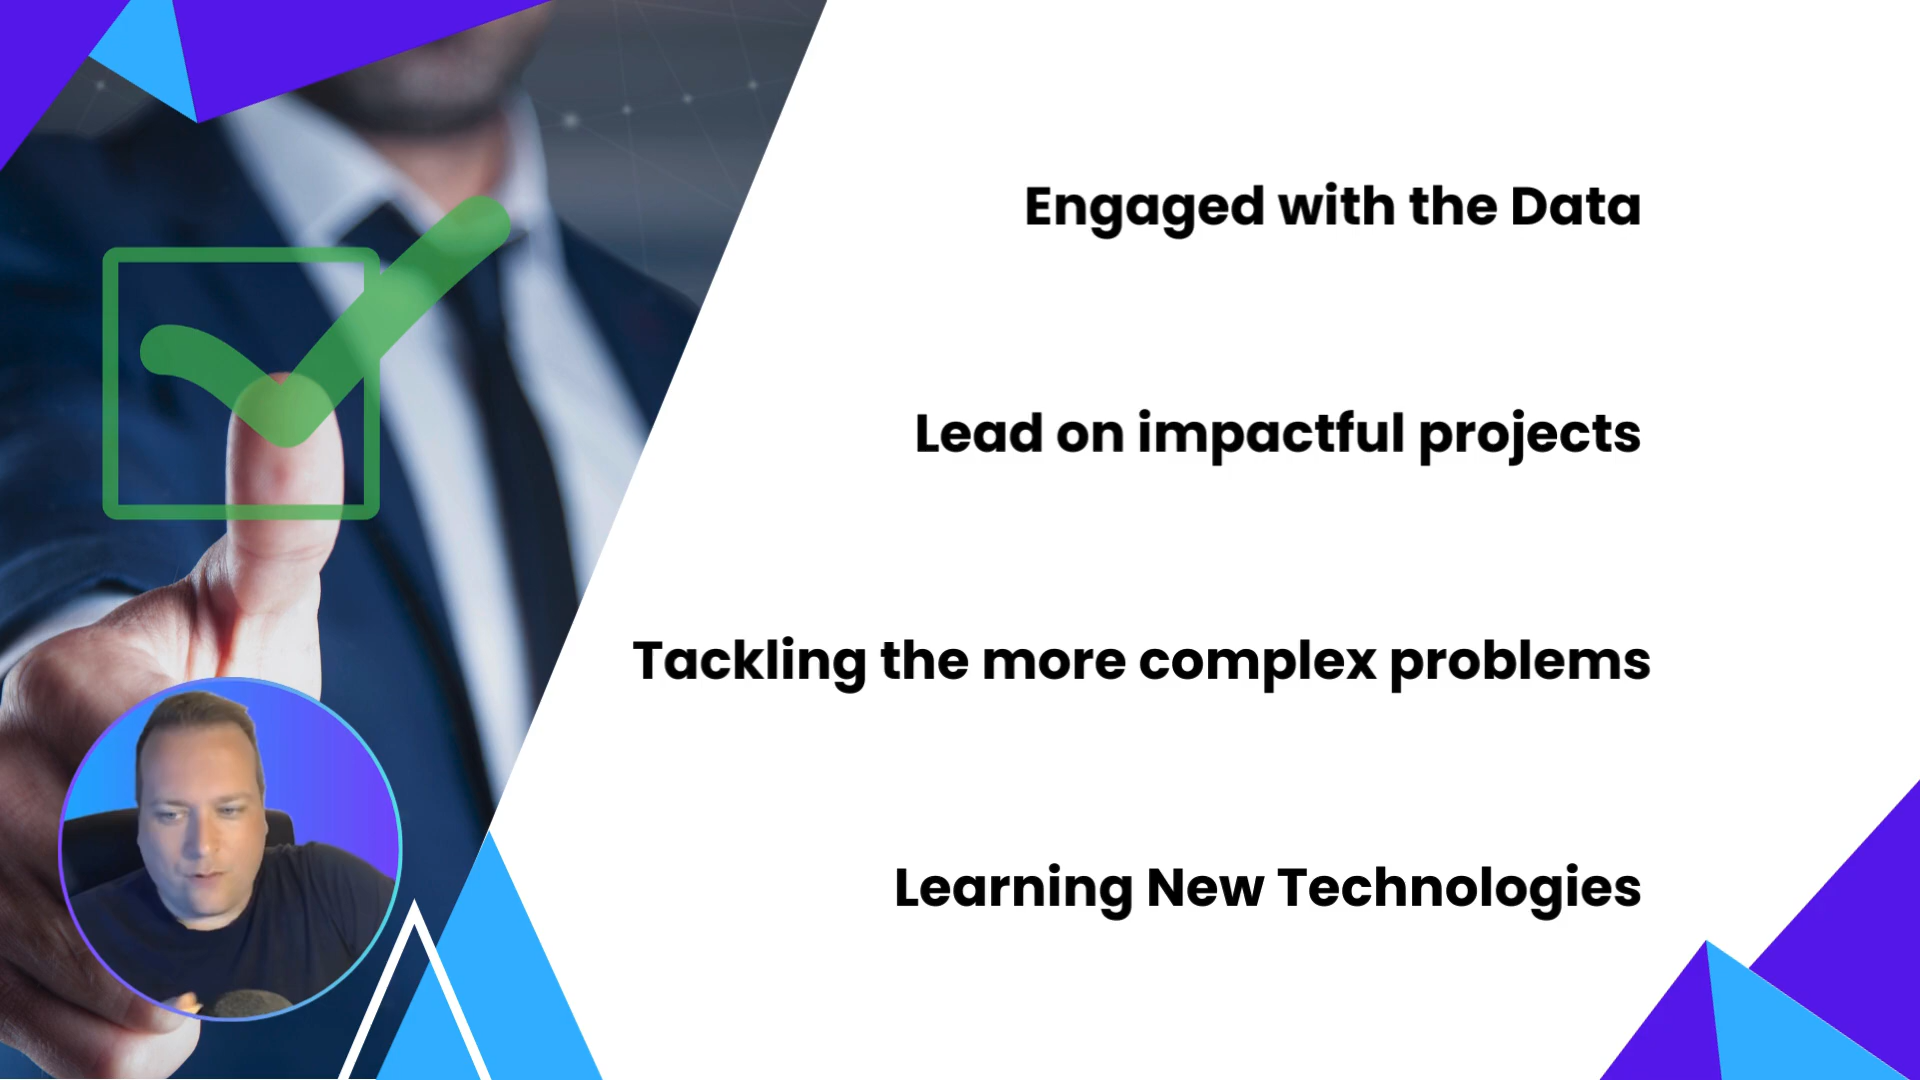 Engaged with the Data
Lead on impactful projects
Tackling the more complex problems
Learning New Technologies